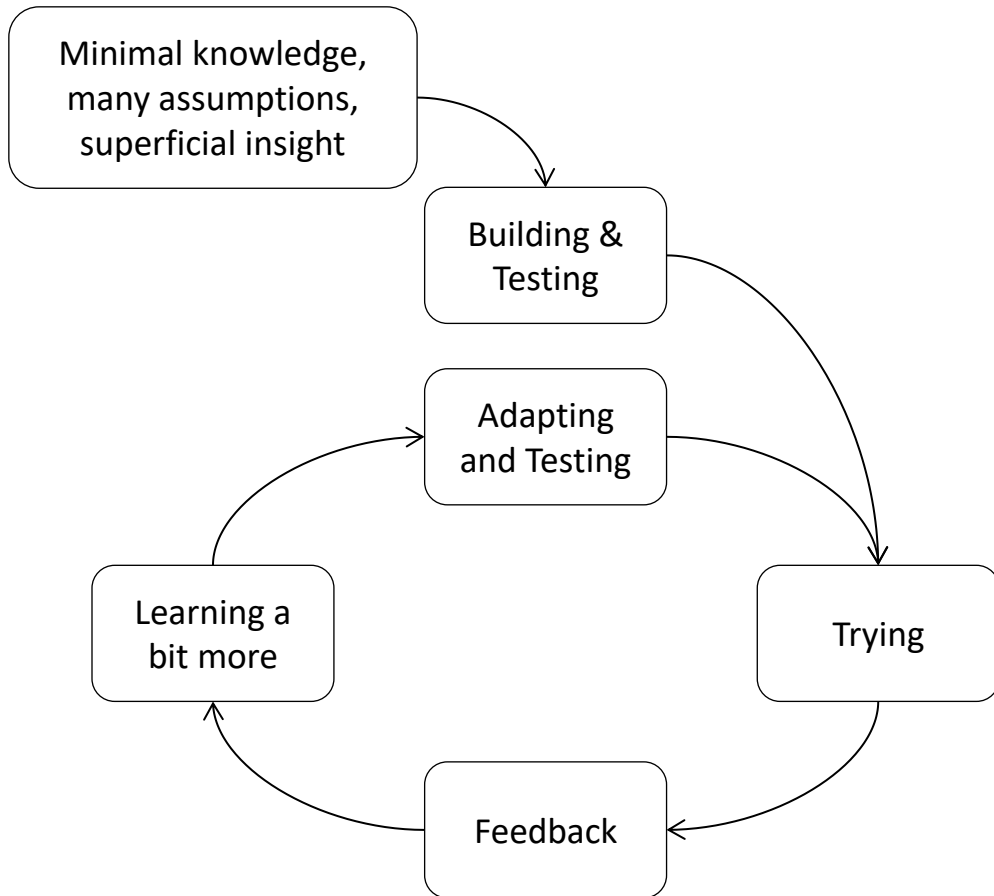 Minimal knowledge,
many assumptions,
superficial insight
Building &
Testing
Adapting
and Testing
Learning a
bit more
Trying
Feedback